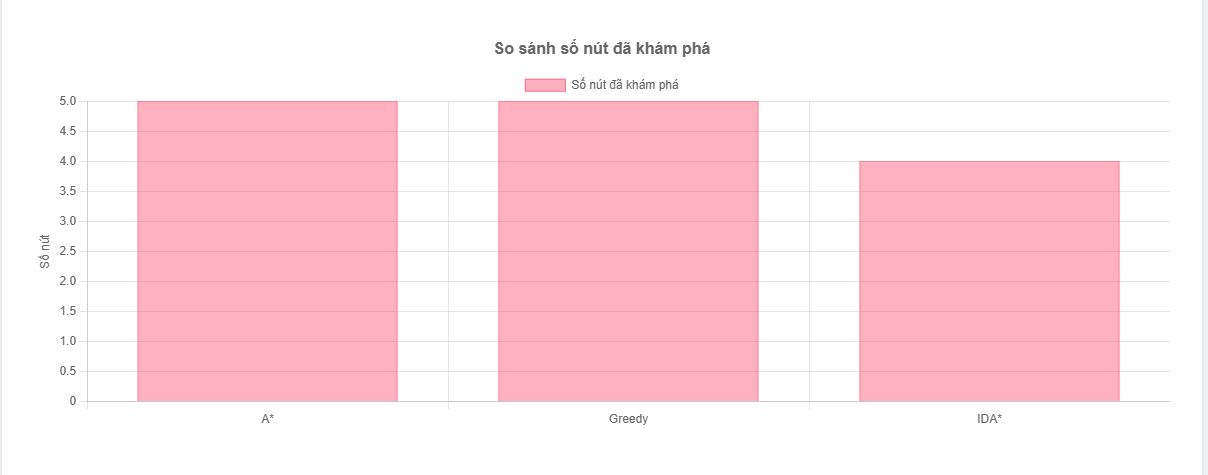 So sánh số nút đã khám phá
Số nút đã khám phá
5.0
4.5
4.0
3.5
3.0
2.5
2.0
1.5
1.0
0.5
0
Số nút
A*
Greedy
IDA*